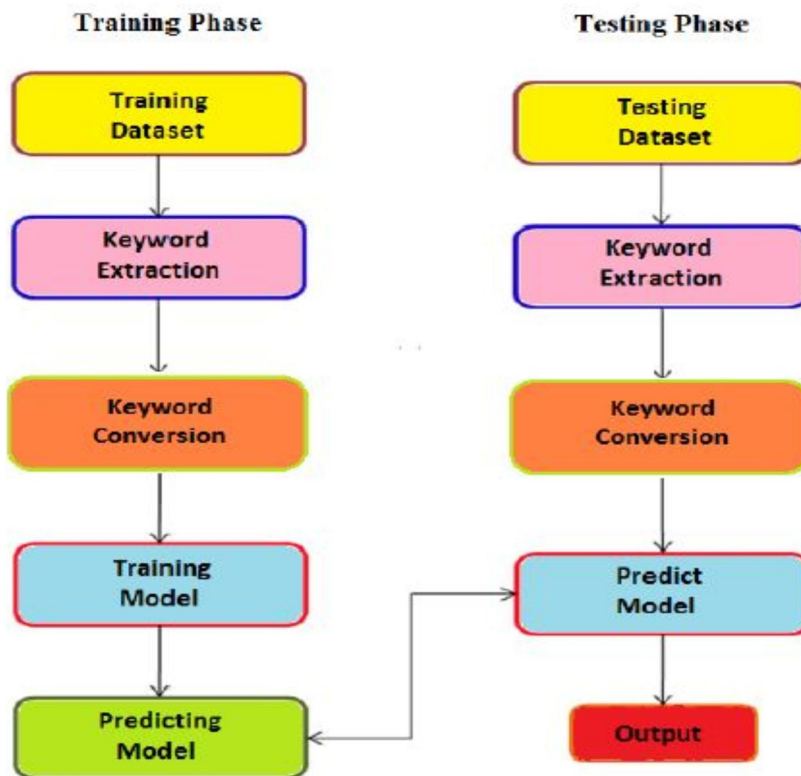 Training Phase
Training
Dataset
Keyword
Extraction
Keyword
Conversion
Training
Model
Predicting
Model
Testing Phase
Testing
Dataset
Keyword
Extraction
Keyword
Conversion
Predict
Model
Output